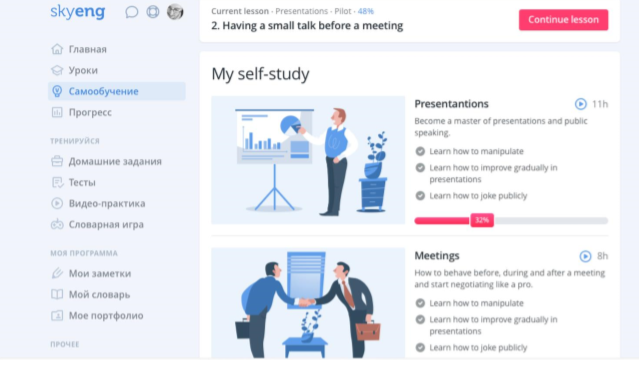 skyeng
Главная
Уроки
Самообучение
Прогресс
ТРЕНИРУЙСЯ
Домашние задания
Тесты
Видео-практика
Словарная игра
МОЯ ПРОГРАММА
Мои заметки
Мой словарь
Мое портфолио
ПРОЧЕЕ
Current lesson - Presentations - Pilot - 48%
2. Having a small talk before a meeting
Continue lesson
My self-study
Presentantions
11h
Become a master of presentations and public
speaking.
Learn how to manipulate
Learn how to improve gradually in
presentations
Learn how to joke publicly
32%
Meetings
8h
How to behave before, during and after a meeting
and start negotiating like a pro.
Learn how to manipulate
Learn how to improve gradually in
presentations
Learn how to joke publicly